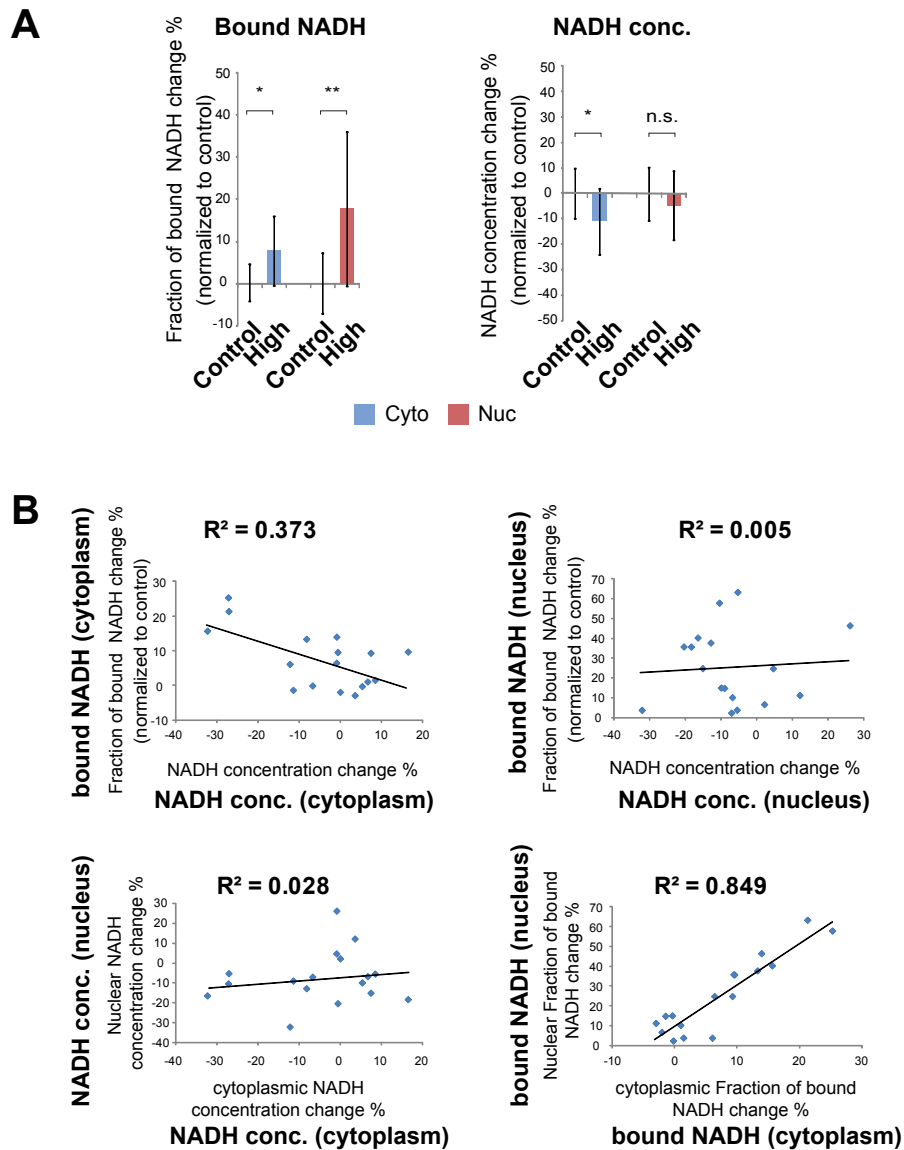 A
Bound NADH
Fraction of bound NADH change %
(normalized to control)
50
40
30
20
10
0
-10
*
**
Control
High
Control
High
NADH conc.
NADH concentration change %
(normalized to control)
50
40
30
20
10
0
-10
-20
-30
-40
-50
*
n.s.
Control
High
Control
High
Cyto
Nuc
B
R² = 0.373
bound NADH (cytoplasm)
Fraction of bound NADH change %
(normalized to control)
30
20
10
0
-10
-40
-30
-20
-10
0
10
20
NADH concentration change %
NADH conc. (cytoplasm)
R² = 0.005
bound NADH (nucleus)
Fraction of bound NADH change %
(normalized to control)
70
60
50
40
30
20
10
0
-40
-30
-20
-10
0
10
20
30
NADH concentration change %
NADH conc. (nucleus)
R² = 0.028
NADH conc. (nucleus)
Nuclear NADH
concentration change %
30
20
10
0
-10
-20
-30
-40
-40
-30
-20
-10
0
10
20
cytoplasmic NADH
concentration change %
NADH conc. (cytoplasm)
R² = 0.849
bound NADH (nucleus)
Nuclear Fraction of bound
NADH change %
70
60
50
40
30
20
10
0
-10
0
10
20
30
cytoplasmic Fraction of bound
NADH change %
bound NADH (cytoplasm)